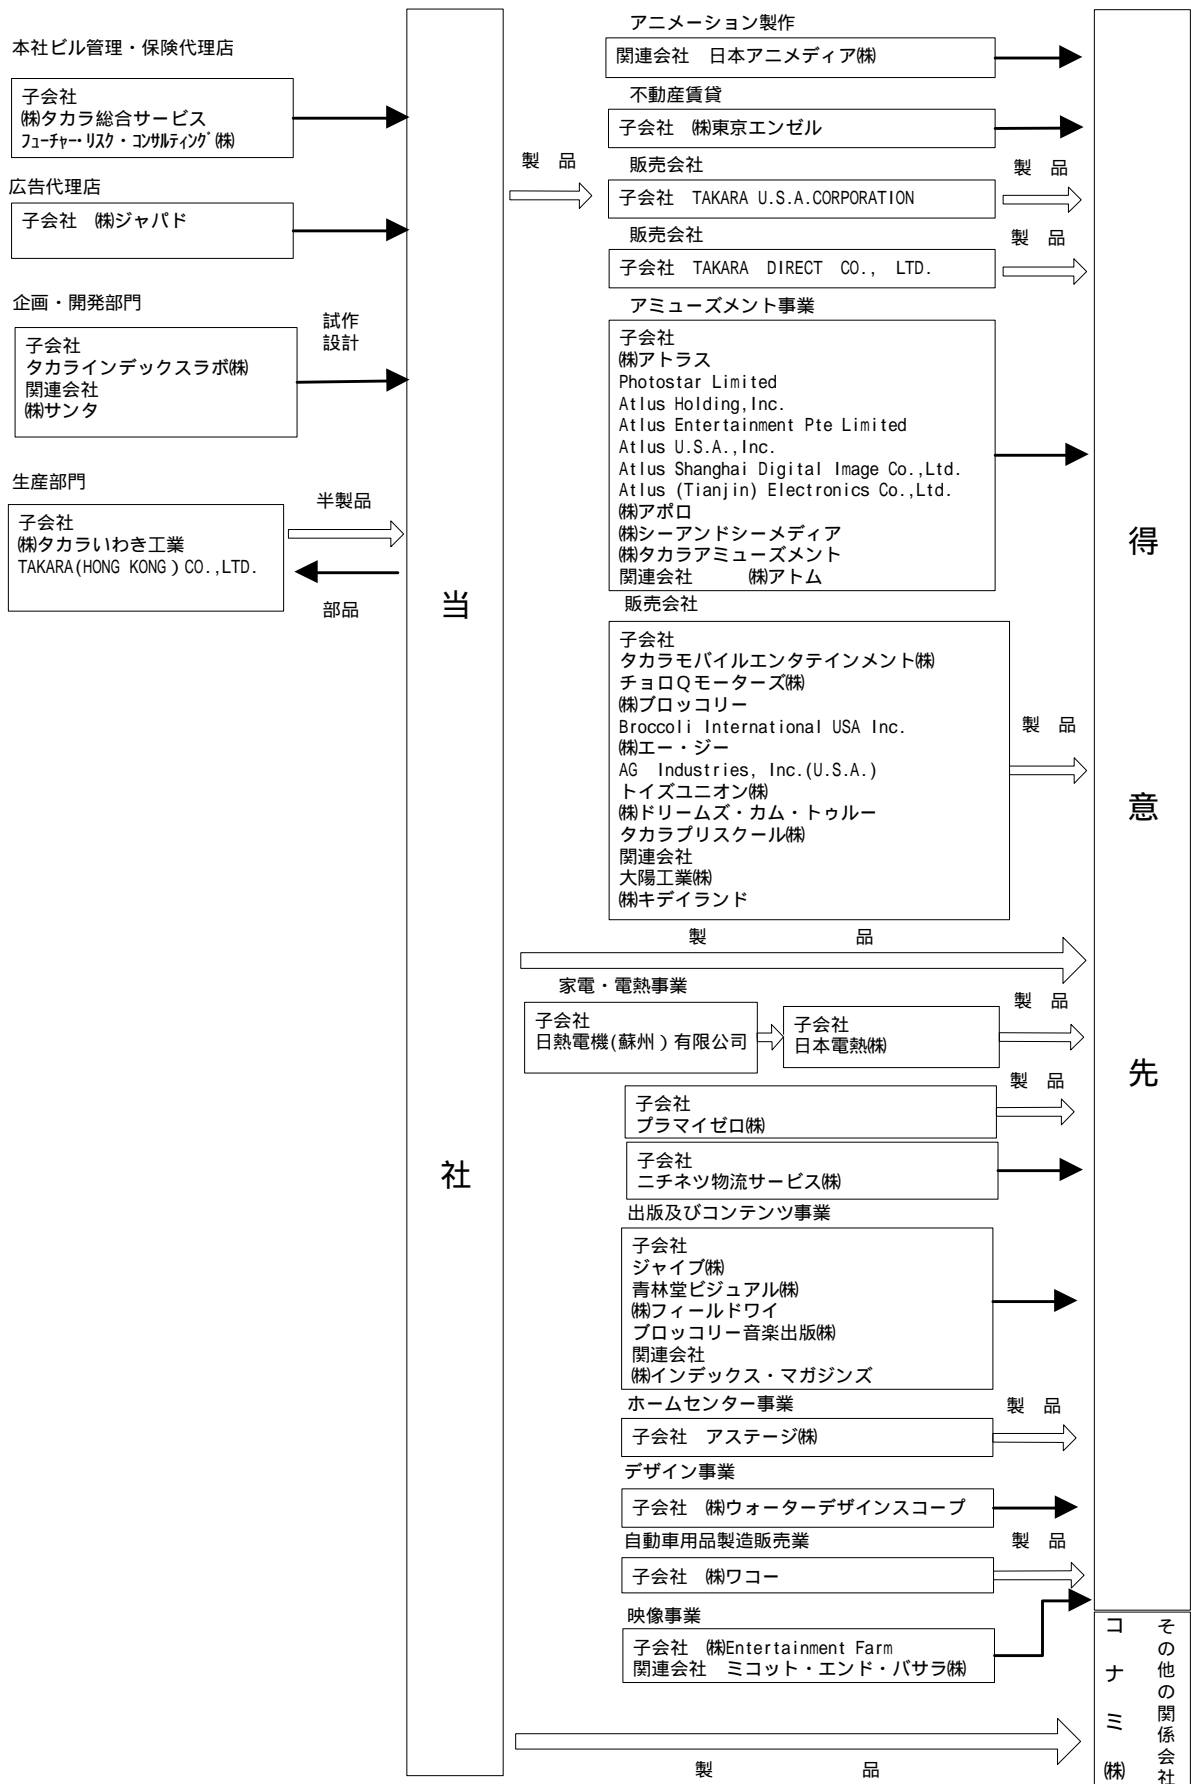 本社ビル管理・保険代理店
子会社
㈱タカラ総合サービス
フューチャー・リスク・コンサルティング㈱
広告代理店
子会社　㈱ジャパド
企画・開発部門
試作
設計
子会社
タカラインデックスラボ㈱
関連会社
㈱サンタ
生産部門
半製品
子会社
㈱タカラいわき工業
TAKARA(HONG KONG）CO.,LTD.
部品
当
社
製　品
アニメーション製作
関連会社　日本アニメディア㈱
不動産賃貸
子会社　㈱東京エンゼル
販売会社
製　品
子会社　TAKARA U.S.A.CORPORATION
販売会社
製　品
子会社　TAKARA　DIRECT　CO.,　LTD.
アミューズメント事業
子会社
㈱アトラス
Photostar Limited
Atlus Holding,Inc.
Atlus Entertainment Pte Limited
Atlus U.S.A.,Inc.
Atlus Shanghai Digital Image Co.,Ltd.
Atlus (Tianjin) Electronics Co.,Ltd.
㈱アポロ
㈱シーアンドシーメディア
㈱タカラアミューズメント
関連会社　　　㈱アトム
販売会社
子会社
タカラモバイルエンタテインメント㈱
チョロＱモーターズ㈱
㈱ブロッコリー
Broccoli International USA Inc.
製　品
㈱エー・ジー
AG　Industries, Inc.(U.S.A.)
トイズユニオン㈱
㈱ドリームズ・カム・トゥルー
タカラプリスクール㈱
関連会社
大陽工業㈱
㈱キデイランド
製　　　　　　　　品
家電・電熱事業
製　品
子会社
日熱電機(蘇州）有限公司
子会社
日本電熱㈱
製　品
子会社
プラマイゼロ㈱
子会社
ニチネツ物流サービス㈱
出版及びコンテンツ事業
子会社
ジャイブ㈱
青林堂ビジュアル㈱
㈱フィールドワイ
ブロッコリー音楽出版㈱
関連会社
㈱インデックス・マガジンズ
ホームセンター事業
製　品
子会社　アステージ㈱
デザイン事業
子会社　㈱ウォーターデザインスコープ
自動車用品製造販売業
製　品
子会社　㈱ワコー
映像事業
子会社　㈱Entertainment Farm
関連会社　ミコット・エンド・バサラ㈱
製　　　　　　　　品
得
意
先
その他の関係会社
コナミ㈱